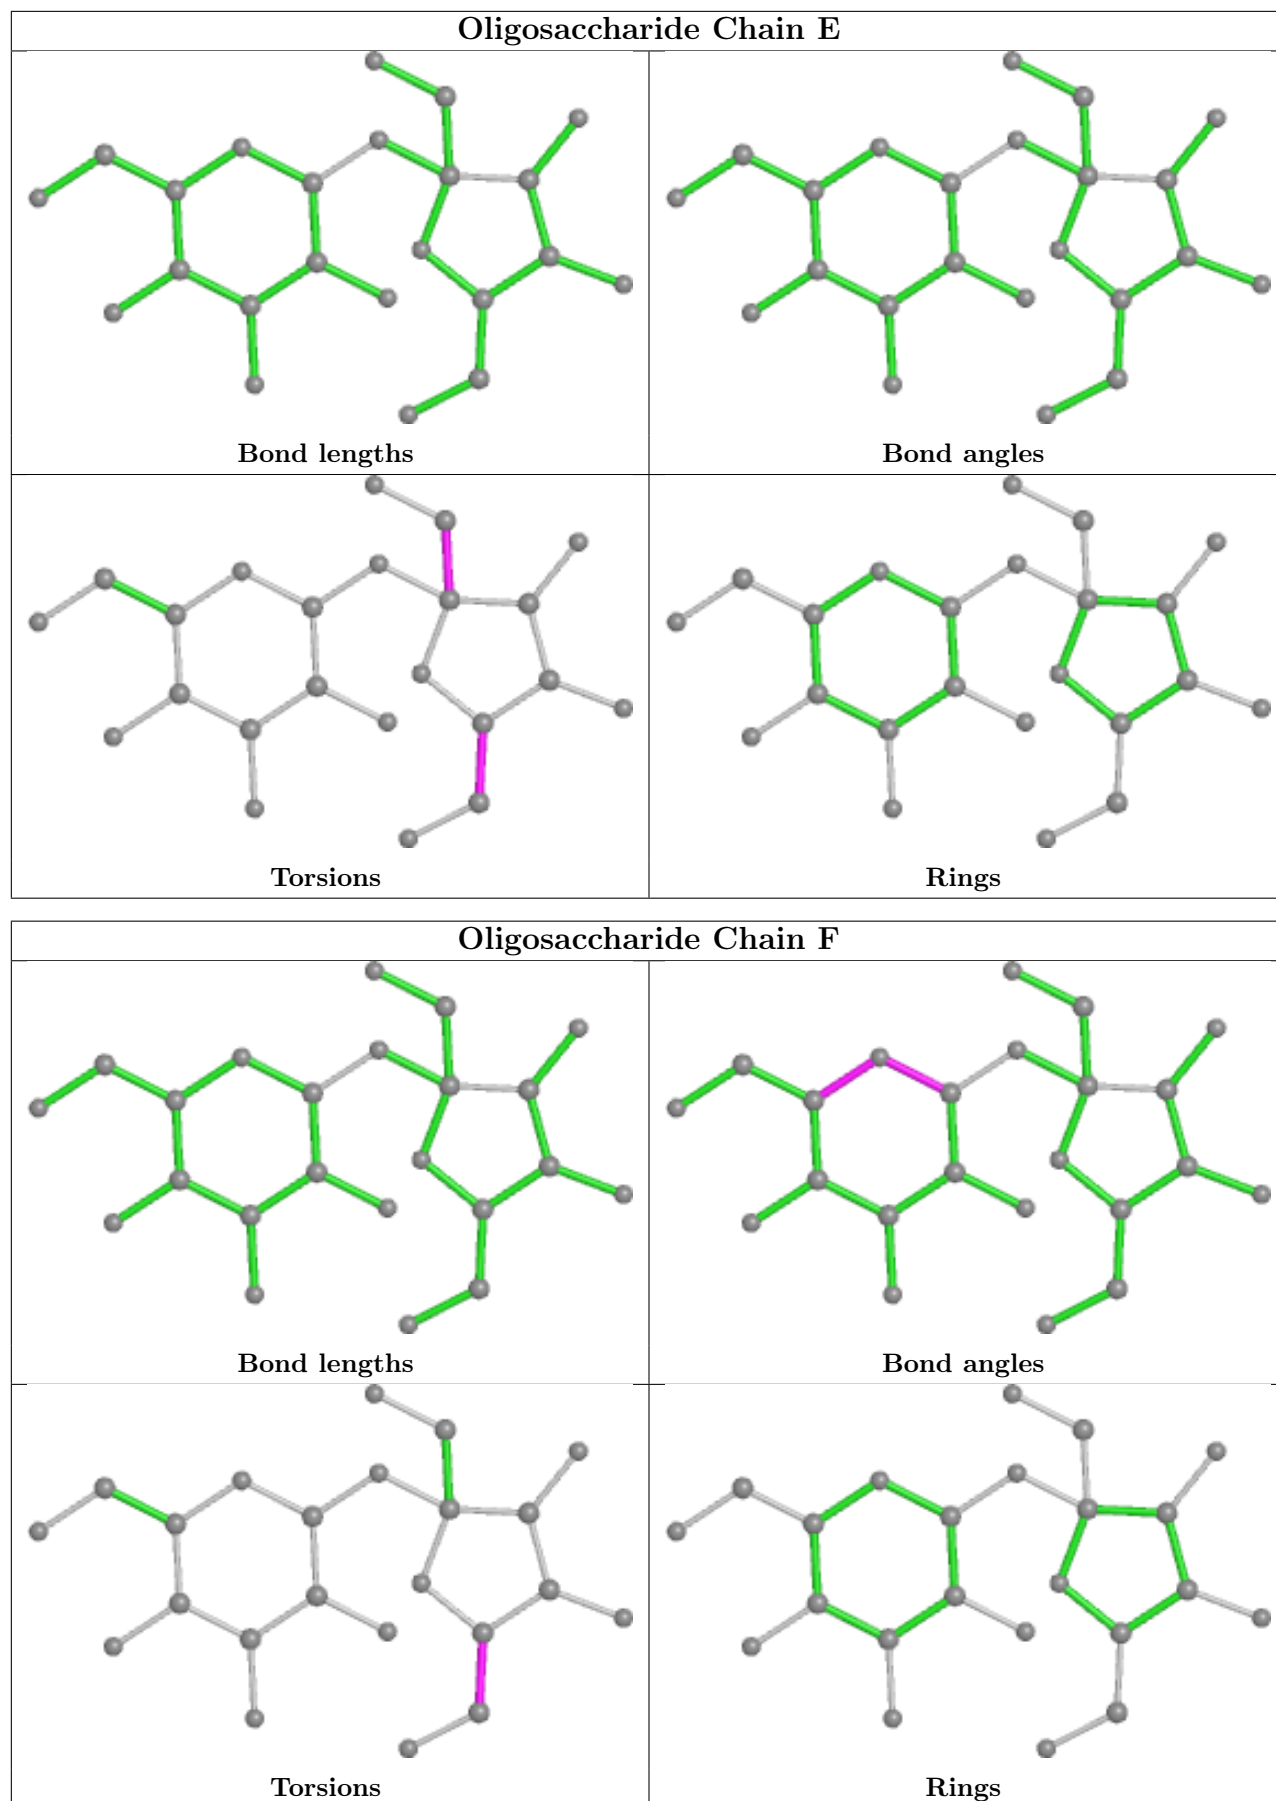 Oligosaccharide Chain E
Bond lengths
Bond angles
Torsions
Rings
Oligosaccharide Chain F
Bond lengths
Bond angles
Torsions
Rings